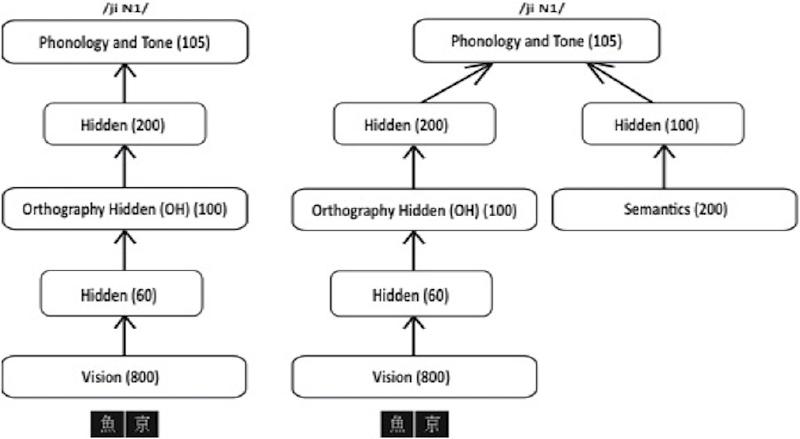 /ji N1/
Phonology and Tone (105)
Hidden (200)
Orthography Hidden (OH) (100)
Hidden (60)
Vision (800)
魚 京
/ji N1/
Phonology and Tone (105)
Hidden (200)
Hidden (100)
Orthography Hidden (OH) (100)
Semantics (200)
Hidden (60)
Vision (800)
魚 京